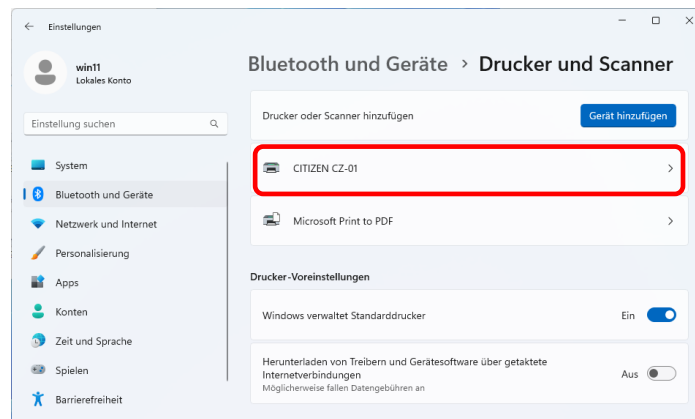 Einstellungen
win11
Lokales Konto
Einstellung suchen
System
Bluetooth und Geräte
Netzwerk und Internet
Personalisierung
Apps
Konten
Zeit und Sprache
Spielen
Barrierefreiheit
Bluetooth und Geräte > Drucker und Scanner
Drucker oder Scanner hinzufügen
Gerät hinzufügen
CITIZEN CZ-01
Microsoft Print to PDF
Drucker-Voreinstellungen
Windows verwaltet Standarddrucker
Ein
Herunterladen von Treibern und Gerätesoftware über getaktete
Internetverbindungen
Möglicherweise fallen Datengebühren an
Aus